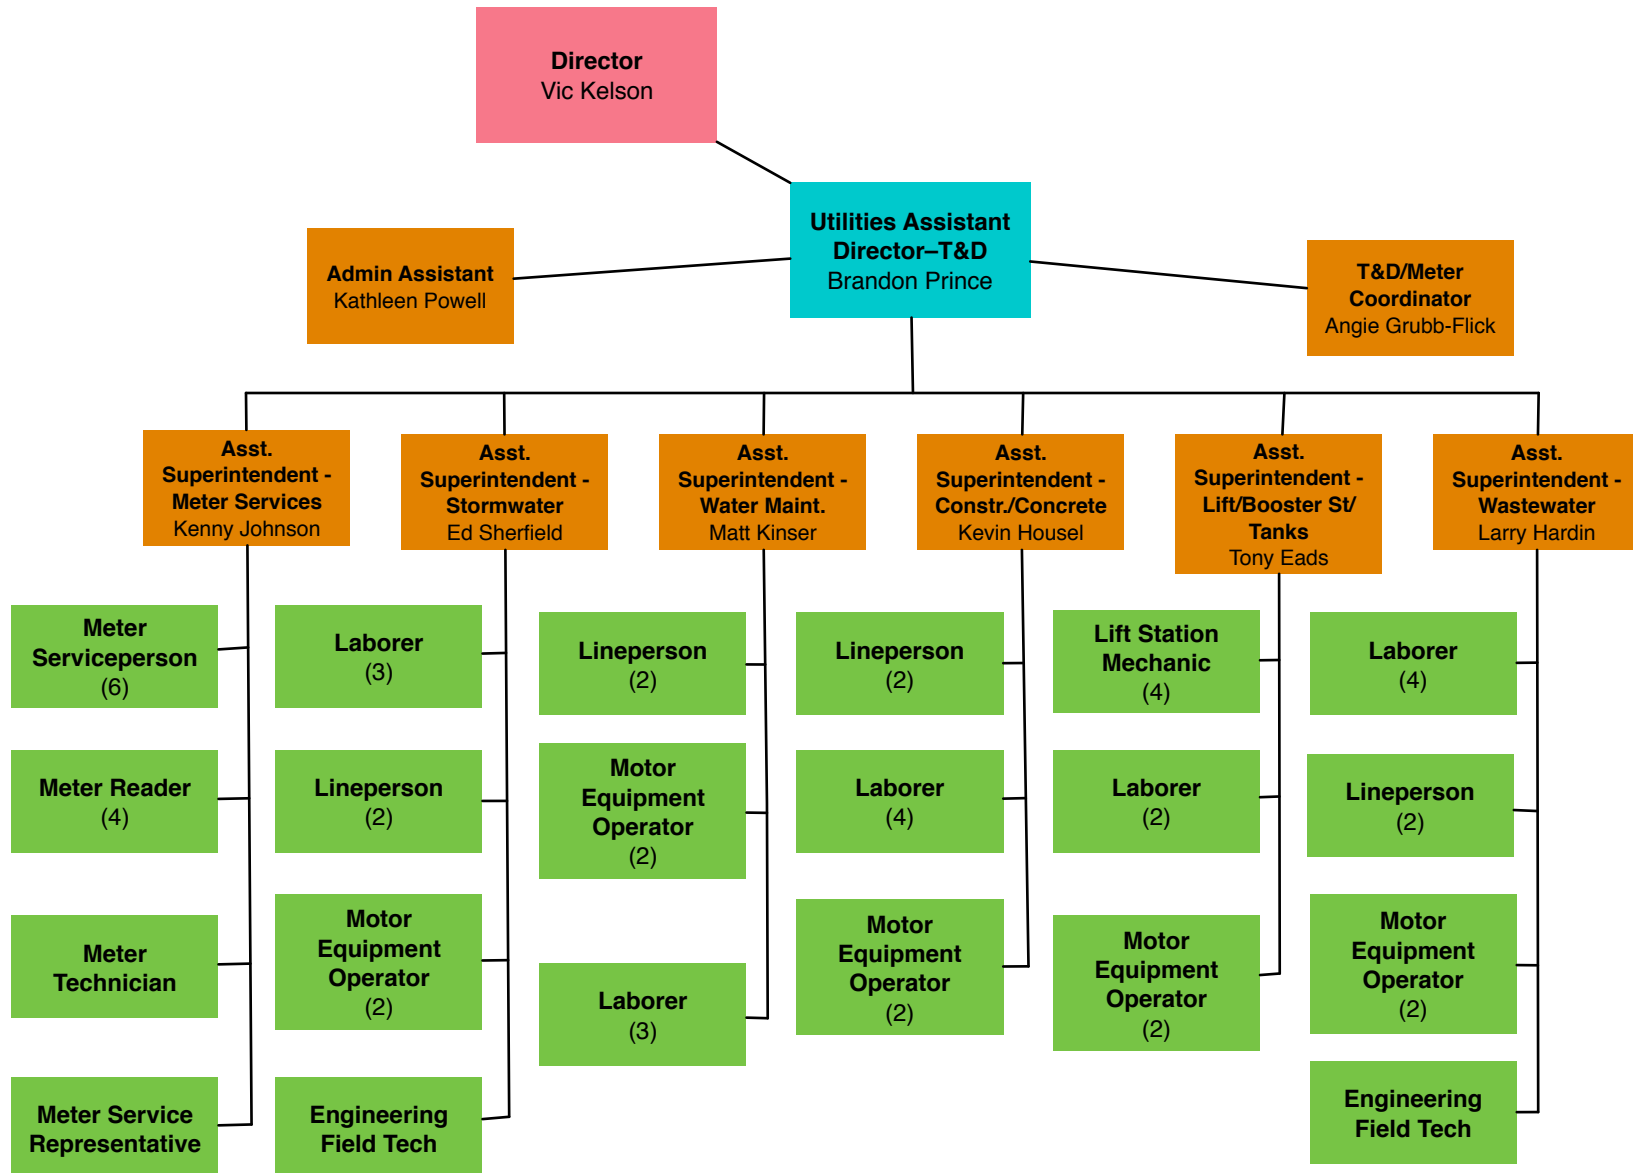 Director
Vic Kelson
Utilities Assistant
Director–T&D
Brandon Prince
Admin Assistant
Kathleen Powell
T&D/Meter
Coordinator
Angie Grubb-Flick
Asst.
Superintendent -
Meter Services
Kenny Johnson
Asst.
Superintendent -
Stormwater
Ed Sherfield
Asst.
Superintendent -
Water Maint.
Matt Kinser
Asst.
Superintendent -
Constr./Concrete
Kevin Housel
Asst.
Superintendent -
Lift/Booster St/
Tanks
Tony Eads
Asst.
Superintendent -
Wastewater
Larry Hardin
Meter
Serviceperson
(6)
Laborer
(3)
Lineperson
(2)
Lineperson
(2)
Lift Station
Mechanic
(4)
Laborer
(4)
Meter Reader
(4)
Lineperson
(2)
Motor
Equipment
Operator
(2)
Laborer
(4)
Laborer
(2)
Lineperson
(2)
Meter
Technician
Motor
Equipment
Operator
(2)
Laborer
(3)
Motor
Equipment
Operator
(2)
Motor
Equipment
Operator
(2)
Motor
Equipment
Operator
(2)
Meter Service
Representative
Engineering
Field Tech
Engineering
Field Tech